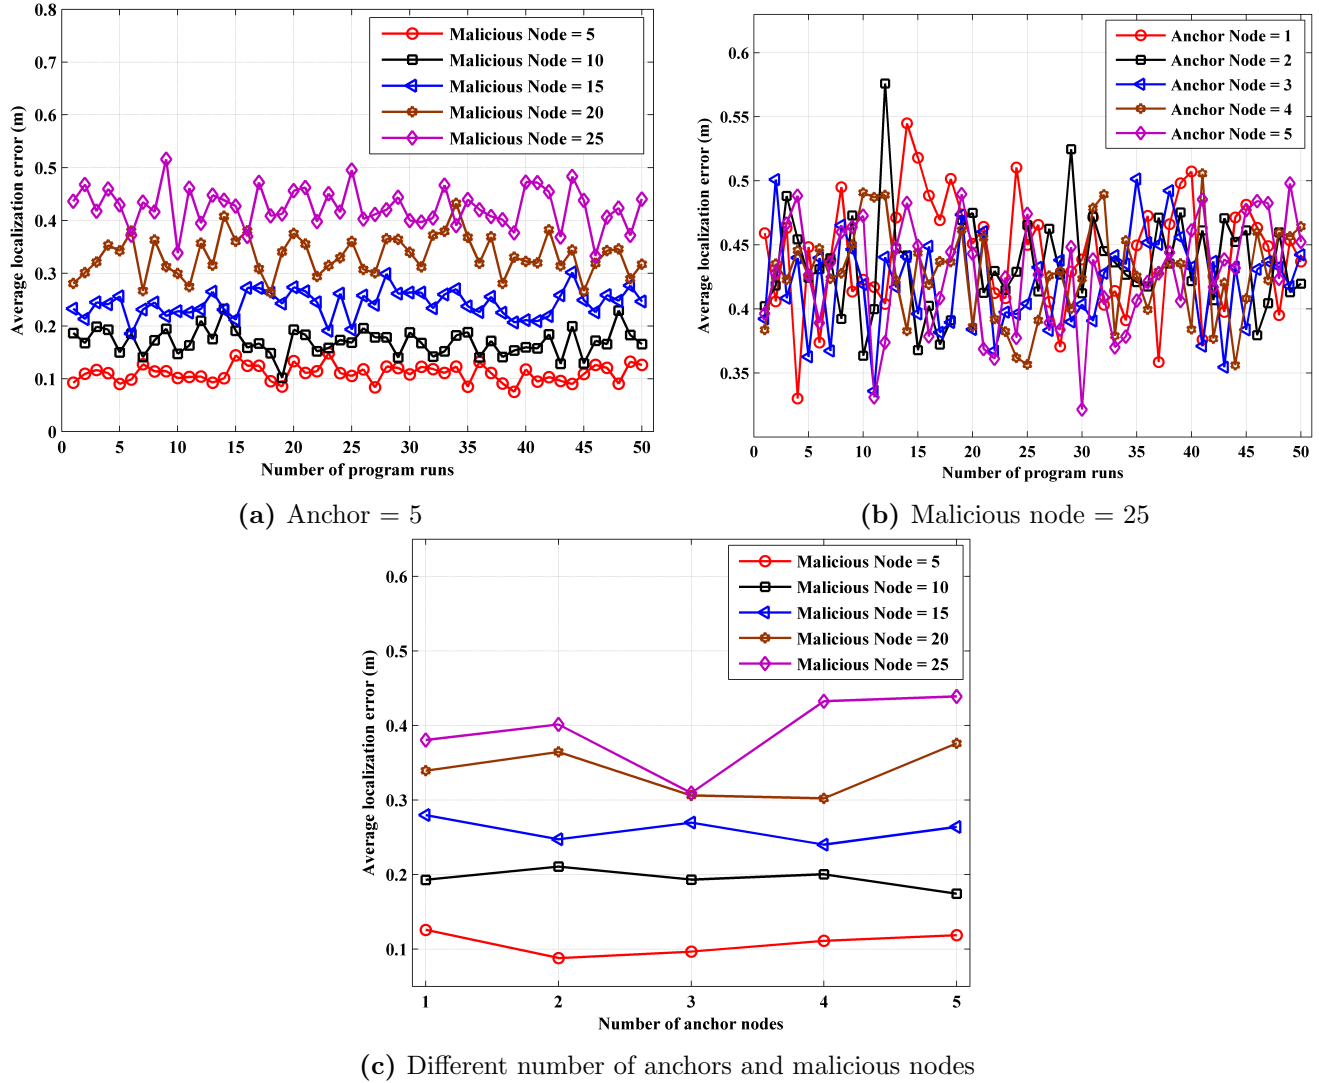 0.8
0.7
0.6
0.5
0.4
0.3
0.2
0.1
0
Average localization error (m)
Malicious Node = 5
Malicious Node = 10
Malicious Node = 15
Malicious Node = 20
Malicious Node = 25
0 5 10 15 20 25 30 35 40 45 50
Number of program runs
(a) Anchor = 5
0.6
0.55
0.5
0.45
0.4
0.35
Average localization error (m)
Anchor Node = 1
Anchor Node = 2
Anchor Node = 3
Anchor Node = 4
Anchor Node = 5
0 5 10 15 20 25 30 35 40 45 50
Number of program runs
(b) Malicious node = 25
0.6
0.5
0.4
0.3
0.2
0.1
Average localization error (m)
Malicious Node = 5
Malicious Node = 10
Malicious Node = 15
Malicious Node = 20
Malicious Node = 25
1 2 3 4 5
Number of anchor nodes
(c) Different number of anchors and malicious nodes